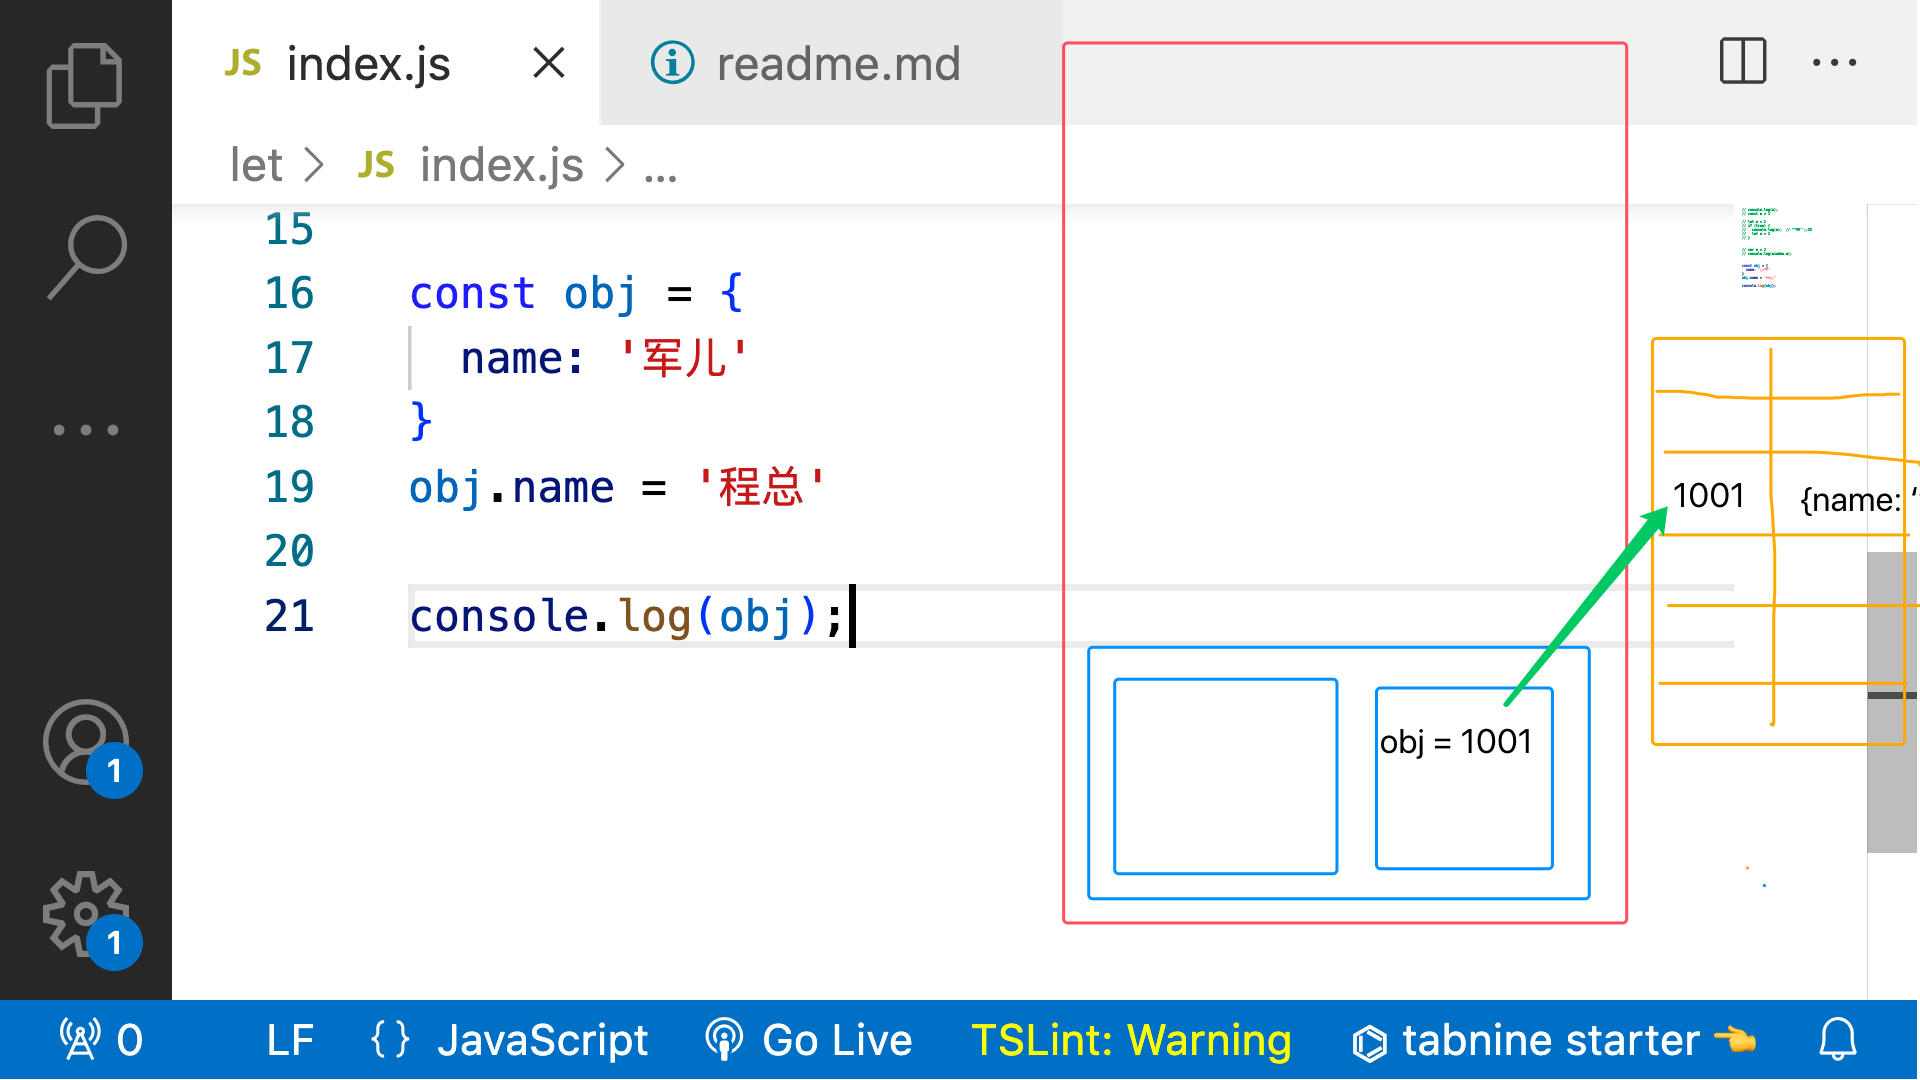 JS index.js
readme.md
let > JS index.js > ...
15
16 const obj = {
17 name: '军儿'
18 }
19 obj.name = '程总'
20
21 console.log(obj);
1001 {name: ‘
obj = 1001
1
1
0 LF {} JavaScript Go Live TSLint: Warning tabnine starter